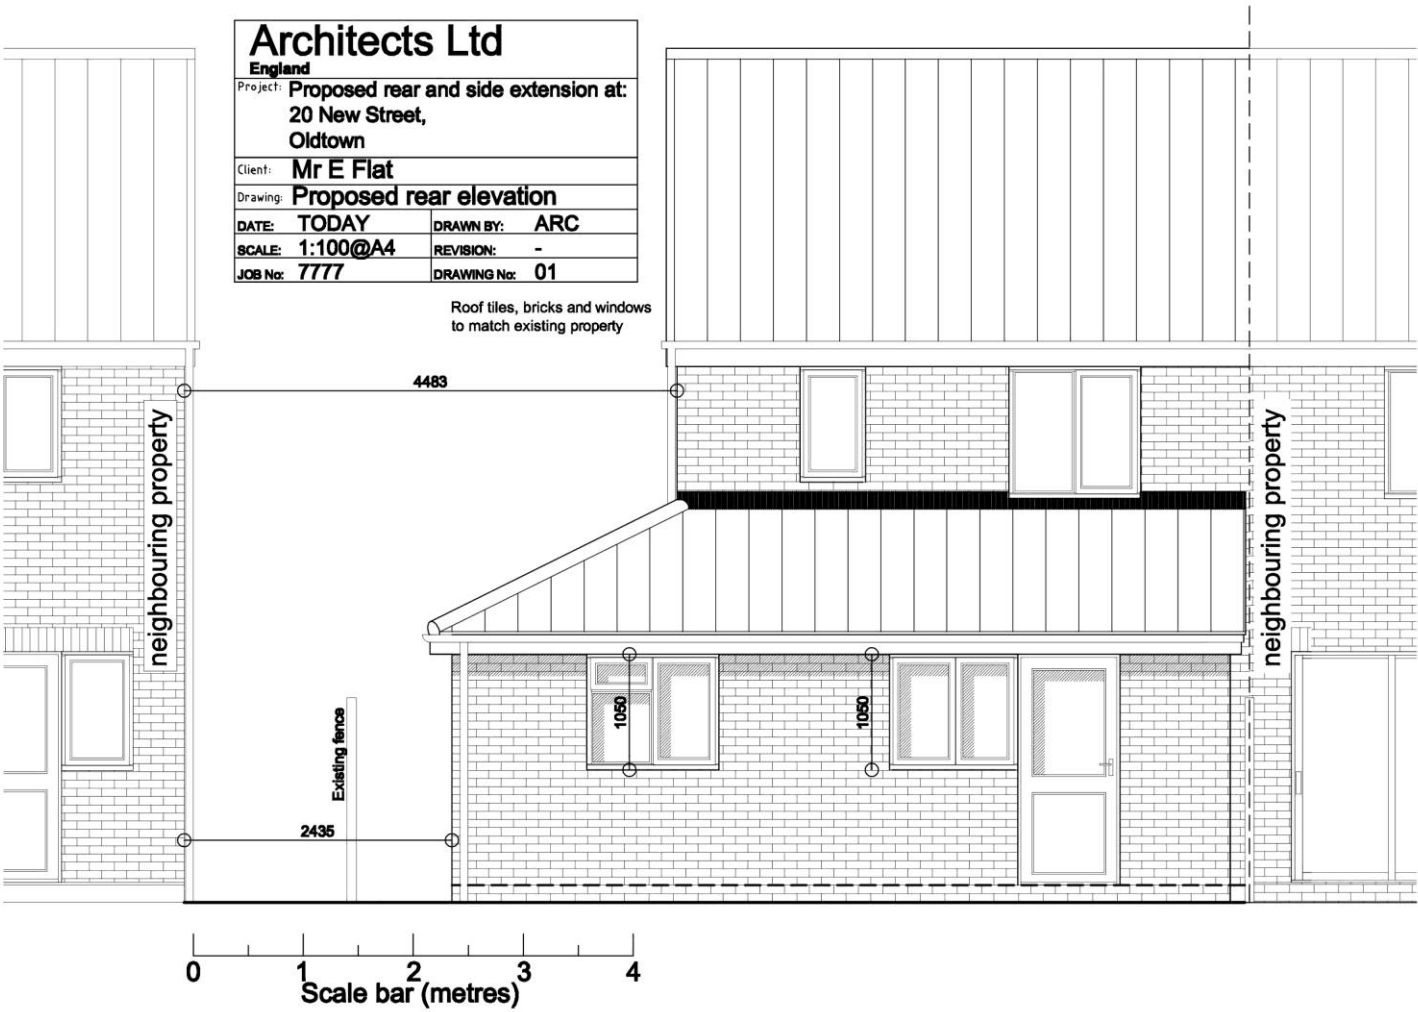 Architects Ltd
England
Project: Proposed rear and side extension at:
20 New Street,
Oldtown
Client: Mr E Flat
Drawing: Proposed rear elevation
DATE: TODAY DRAWN BY: ARC
SCALE: 1:100@A4 REVISION: -
JOB No: 7777 DRAWING No: 01
Roof tiles, bricks and windows
to match existing property
4483
neighbouring property
neighbouring property
1050
1050
Existing fence
2435
0 1 2 3 4
Scale bar (metres)